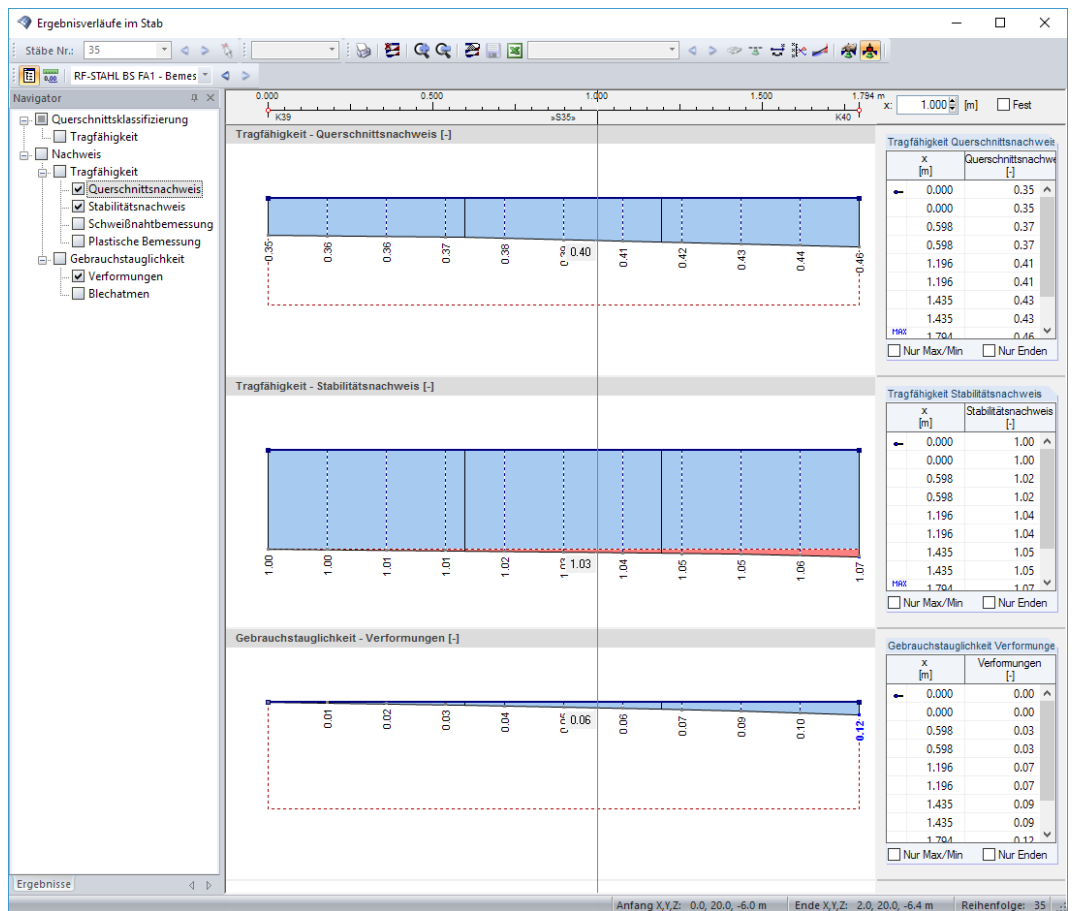 Ergebnisverläufe im Stab
Stäbe Nr.: 35
RF-STAHL BS FA1 - Bemes
Navigator
Querschnittsklassifizierung
Tragfähigkeit
Nachweis
Tragfähigkeit
Querschnittsnachweis
Stabilitätsnachweis
Schweißnahtbemessung
Plastische Bemessung
Gebrauchstauglichkeit
Verformungen
Blechatmen
Ergebnisse
0.000 0.500 1.000 1.500 1.794 m
K39 »S35» K40
x: 1.000 [m] Fest
Tragfähigkeit - Querschnittsnachweis [-]
0.35 0.36 0.36 0.37 0.38 0.40 0.41 0.42 0.43 0.44 0.46
Tragfähigkeit Querschnittsnachweis
x [m] Querschnittsnachwe [-]
0.000 0.35
0.000 0.35
0.598 0.37
0.598 0.37
1.196 0.41
1.196 0.41
1.435 0.43
1.435 0.43
MAX 1.794 0.46
Nur Max/Min Nur Enden
Tragfähigkeit - Stabilitätsnachweis [-]
1.00 1.00 1.01 1.01 1.02 1.03 1.04 1.05 1.05 1.06 1.07
Tragfähigkeit Stabilitätsnachweis
x [m] Stabilitätsnachweis [-]
0.000 1.00
0.000 1.00
0.598 1.02
0.598 1.02
1.196 1.04
1.196 1.04
1.435 1.05
1.435 1.05
MAX 1.794 1.07
Nur Max/Min Nur Enden
Gebrauchstauglichkeit - Verformungen [-]
0.01 0.02 0.03 0.04 0.06 0.06 0.07 0.09 0.10 0.12
Gebrauchstauglichkeit Verformunge
x [m] Verformungen [-]
0.000 0.00
0.000 0.00
0.598 0.03
0.598 0.03
1.196 0.07
1.196 0.07
1.435 0.09
1.435 0.09
1.794 0.12
Nur Max/Min Nur Enden
Anfang X,Y,Z: 0.0, 20.0, -6.0 m Ende X,Y,Z: 2.0, 20.0, -6.4 m Reihenfolge: 35